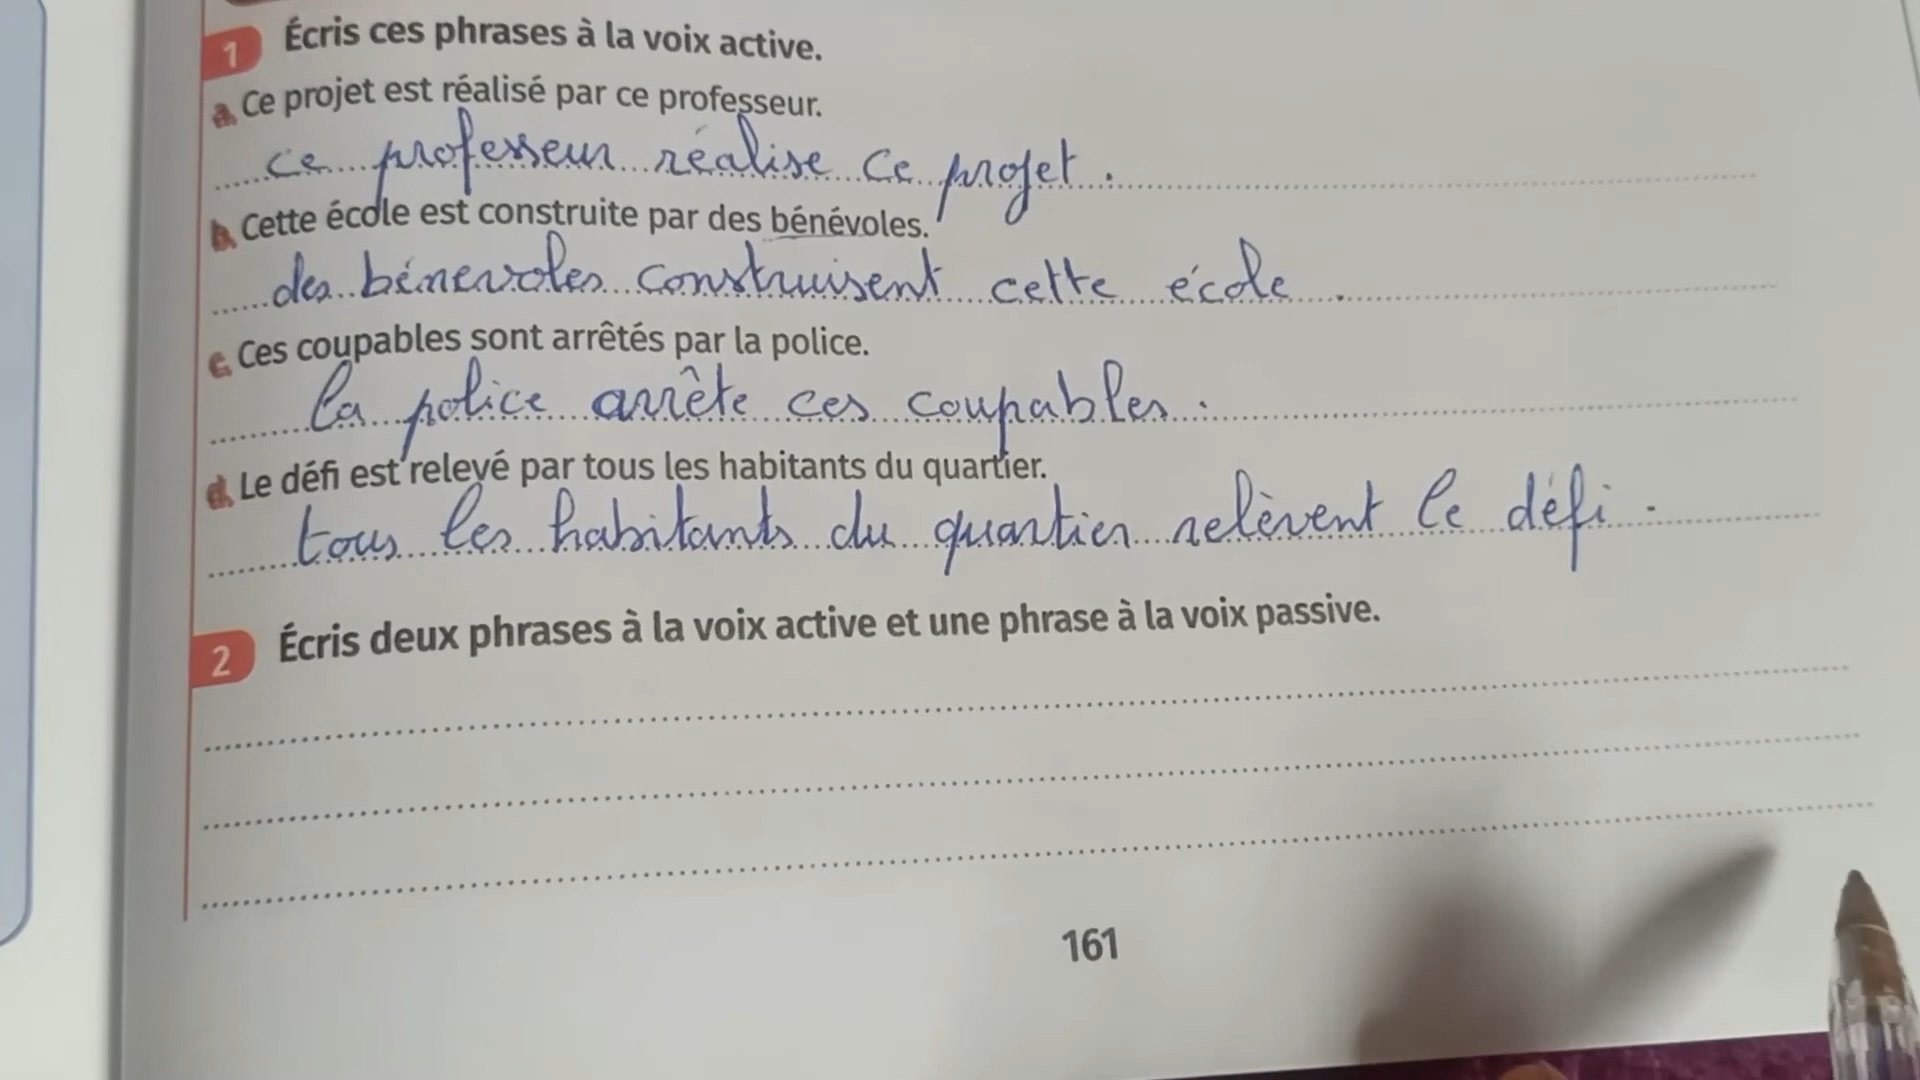 1 Écris ces phrases à la voix active.
a. Ce projet est réalisé par ce professeur.
ce professeur réalise ce projet.
b. Cette école est construite par des bénévoles.
des bénevoles construisent cette école.
c. Ces coupables sont arrêtés par la police.
la police arrête ces coupables.
d. Le défi est relevé par tous les habitants du quartier.
tous les habitants du quartier relèvent le défi.
2 Écris deux phrases à la voix active et une phrase à la voix passive.
161